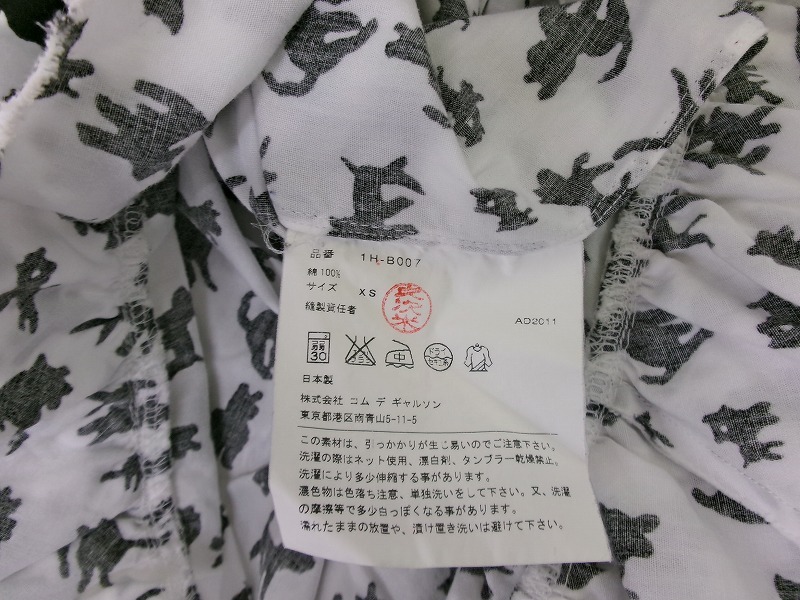 品番 1H-B007
綿100%
サイズ XS
縫製責任者
AD2011
30
日本製
株式会社 コム デ ギャルソン
東京都港区南青山5-11-5
この素材は、引っかかりが生じ易いのでご注意下さい。
洗濯の際はネット使用、漂白剤、タンブラー乾燥禁止。
洗濯により多少伸縮する事があります。
濃色物は色落ち注意、単独洗いをして下さい。又、洗濯
の摩擦等で多少白っぽくなる事があります。
濡れたままの放置や、漬け置き洗いは避けて下さい。